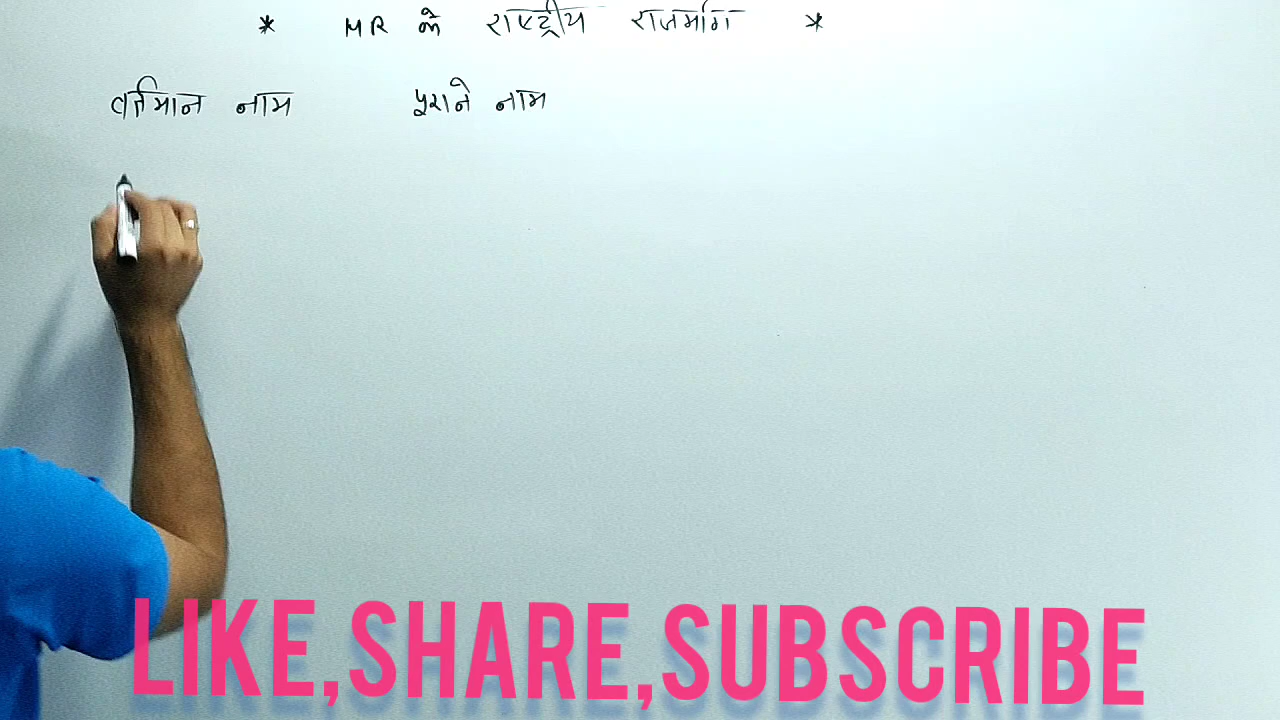 * MR के राष्ट्रीय राजमार्ग *
वर्तमान नाम पुराने नाम
LIKE,SHARE,SUBSCRIBE